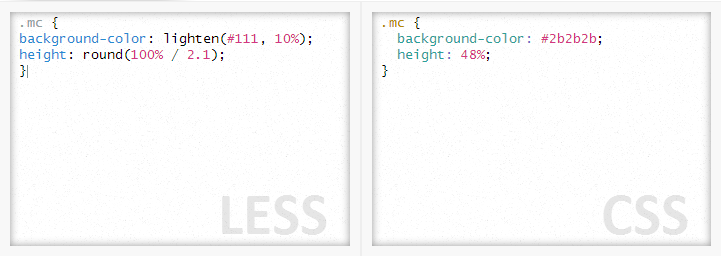 .mc {
background-color: lighten(#111, 10%);
height: round(100% / 2.1);
}
LESS
.mc {
  background-color: #2b2b2b;
  height: 48%;
}
CSS